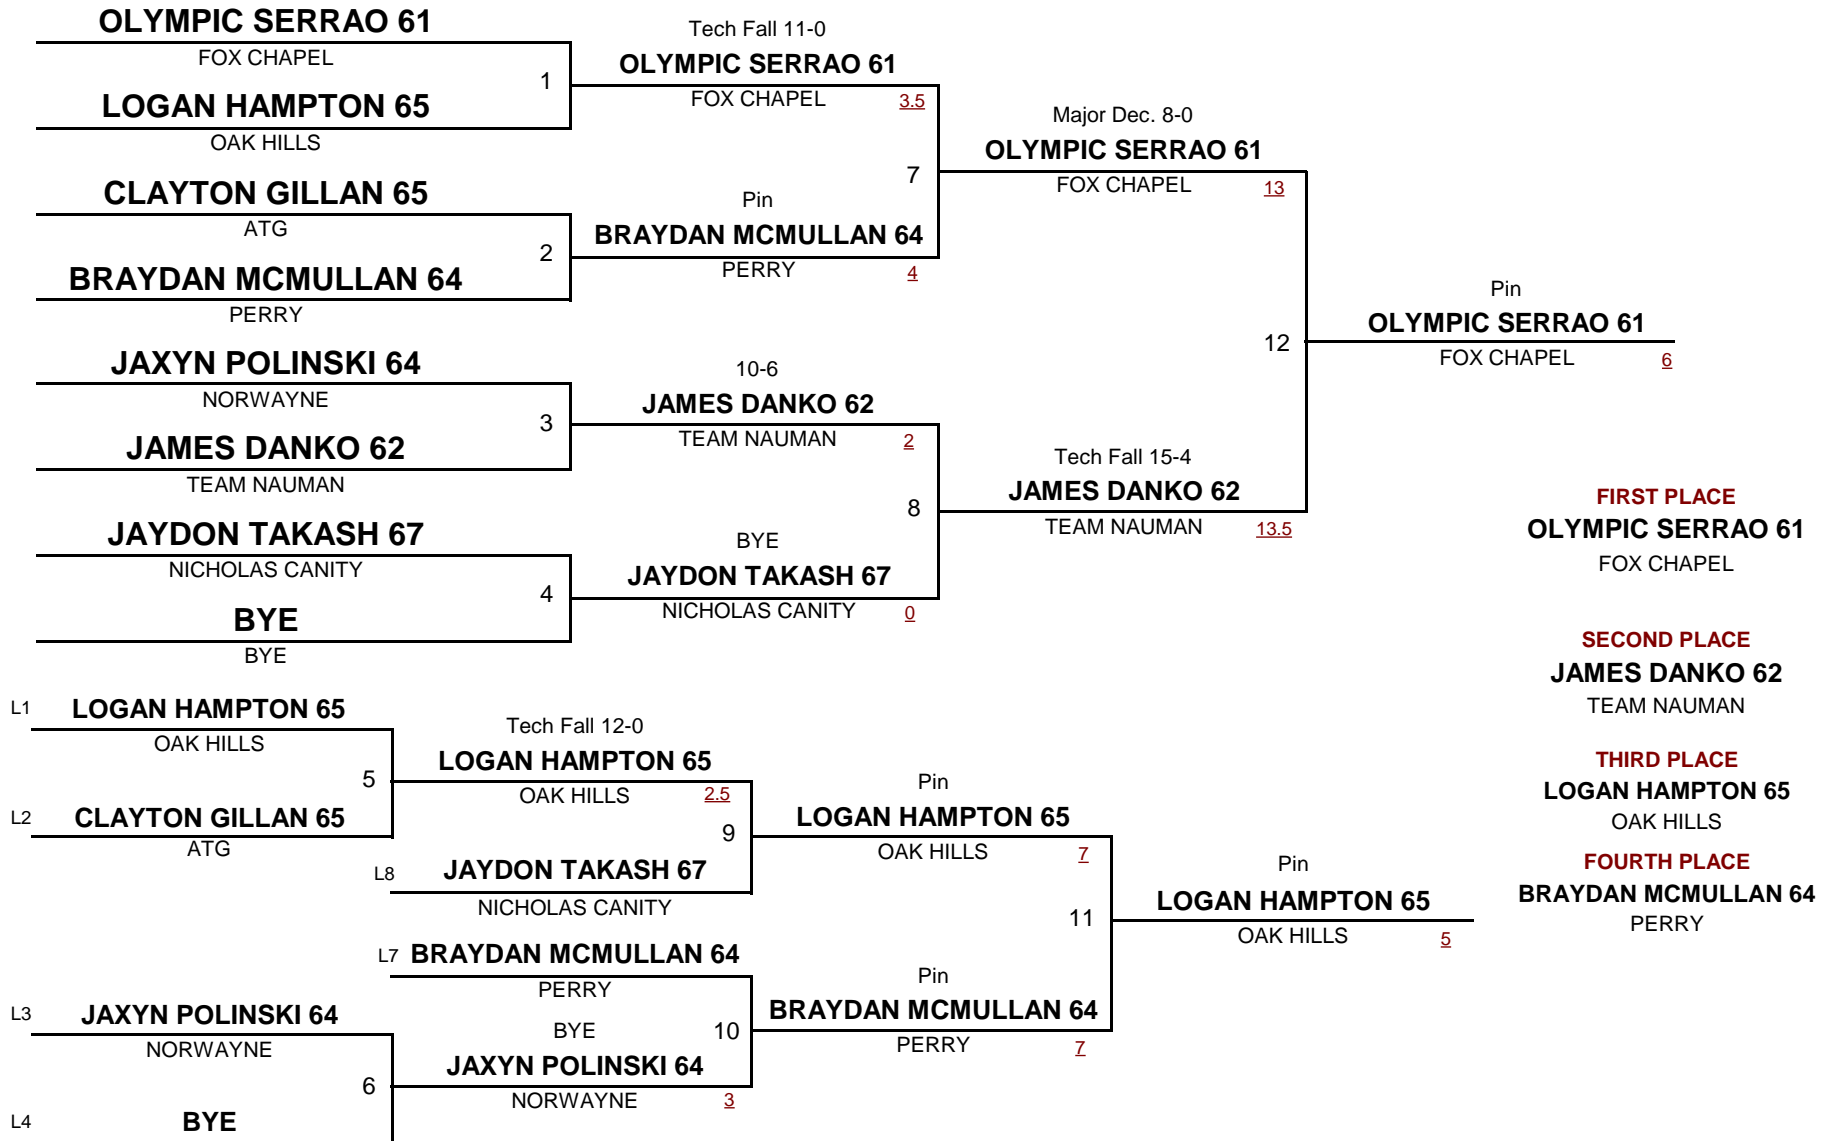 OLYMPIC SERRAO 61
FOX CHAPEL
1
LOGAN HAMPTON 65
OAK HILLS
CLAYTON GILLAN 65
ATG
2
BRAYDAN MCMULLAN 64
PERRY
JAXYN POLINSKI 64
NORWAYNE
3
JAMES DANKO 62
TEAM NAUMAN
JAYDON TAKASH 67
NICHOLAS CANITY
4
BYE
BYE
Tech Fall 11-0
OLYMPIC SERRAO 61
FOX CHAPEL 3.5
7
Pin
BRAYDAN MCMULLAN 64
PERRY 4
10-6
JAMES DANKO 62
TEAM NAUMAN 2
8
BYE
JAYDON TAKASH 67
NICHOLAS CANITY 0
Major Dec. 8-0
OLYMPIC SERRAO 61
FOX CHAPEL 13
12
Tech Fall 15-4
JAMES DANKO 62
TEAM NAUMAN 13.5
Pin
OLYMPIC SERRAO 61
FOX CHAPEL 6
FIRST PLACE
OLYMPIC SERRAO 61
FOX CHAPEL
SECOND PLACE
JAMES DANKO 62
TEAM NAUMAN
THIRD PLACE
LOGAN HAMPTON 65
OAK HILLS
FOURTH PLACE
BRAYDAN MCMULLAN 64
PERRY
L1 LOGAN HAMPTON 65
OAK HILLS
5
L2 CLAYTON GILLAN 65
ATG
L3 JAXYN POLINSKI 64
NORWAYNE
6
L4 BYE
Tech Fall 12-0
LOGAN HAMPTON 65
OAK HILLS 2.5
9
L8 JAYDON TAKASH 67
NICHOLAS CANITY
L7 BRAYDAN MCMULLAN 64
PERRY
BYE 10
JAXYN POLINSKI 64
NORWAYNE 3
Pin
LOGAN HAMPTON 65
OAK HILLS 7
11
Pin
BRAYDAN MCMULLAN 64
PERRY 7
Pin
LOGAN HAMPTON 65
OAK HILLS 5